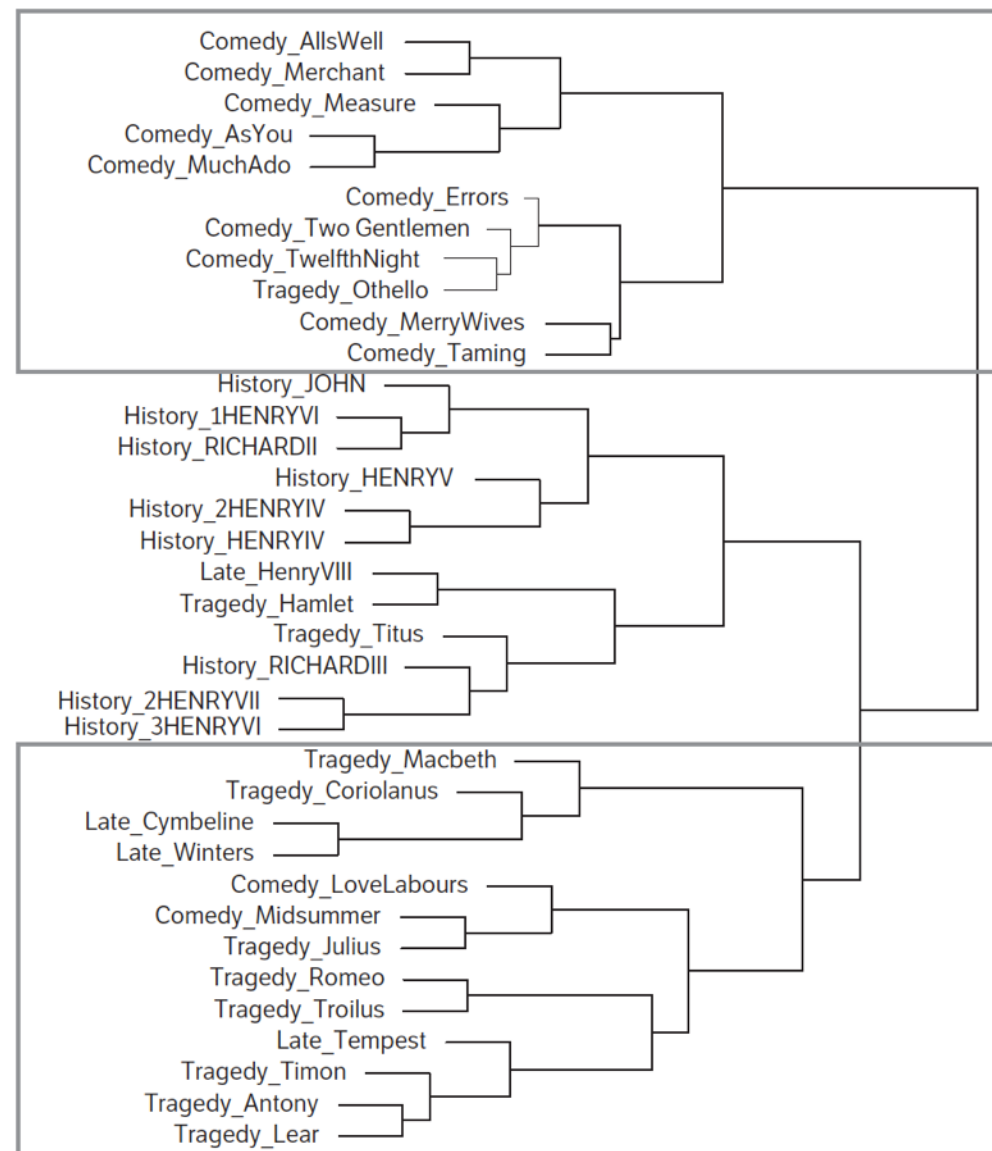 Comedy_AllsWell
Comedy_Merchant
Comedy_Measure
Comedy_AsYou
Comedy_MuchAdo
Comedy_Errors
Comedy_Two Gentlemen
Comedy_TwelfthNight
Tragedy_Othello
Comedy_MerryWives
Comedy_Taming
History_JOHN
History_1HENRYVI
History_RICHARDII
History_HENRYV
History_2HENRYIV
History_HENRYIV
Late_HenryVIII
Tragedy_Hamlet
Tragedy_Titus
History_RICHARDIII
History_2HENRYVII
History_3HENRYVI
Tragedy_Macbeth
Tragedy_Coriolanus
Late_Cymbeline
Late_Winters
Comedy_LoveLabours
Comedy_Midsummer
Tragedy_Julius
Tragedy_Romeo
Tragedy_Troilus
Late_Tempest
Tragedy_Timon
Tragedy_Antony
Tragedy_Lear